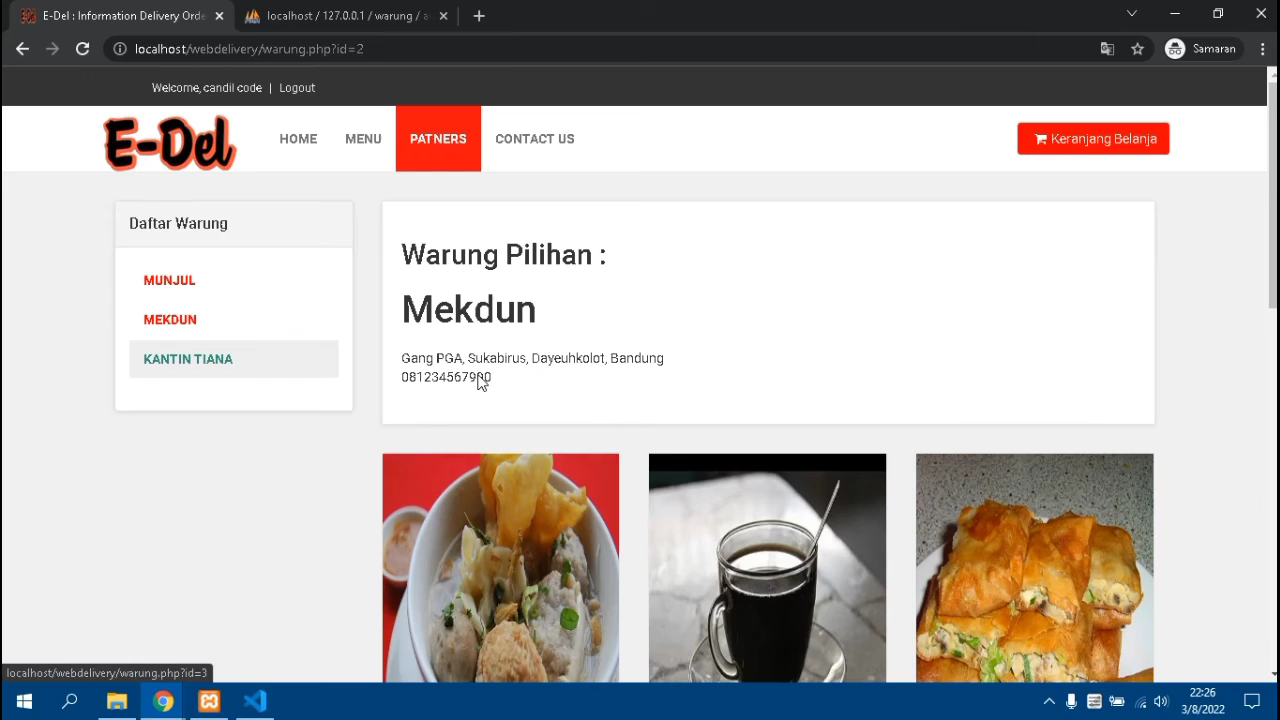 E-Del : Information Delivery Orde
localhost / 127.0.0.1 / warung / a
localhost/webdelivery/warung.php?id=2
Samaran
Welcome, candil code | Logout
E-Del
HOME
MENU
PATNERS
CONTACT US
Keranjang Belanja
Daftar Warung
MUNJUL
MEKDUN
KANTIN TIANA
Warung Pilihan :
Mekdun
Gang PGA, Sukabirus, Dayeuhkolot, Bandung
081234567900
localhost/webdelivery/warung.php?id=3
22:26
3/8/2022